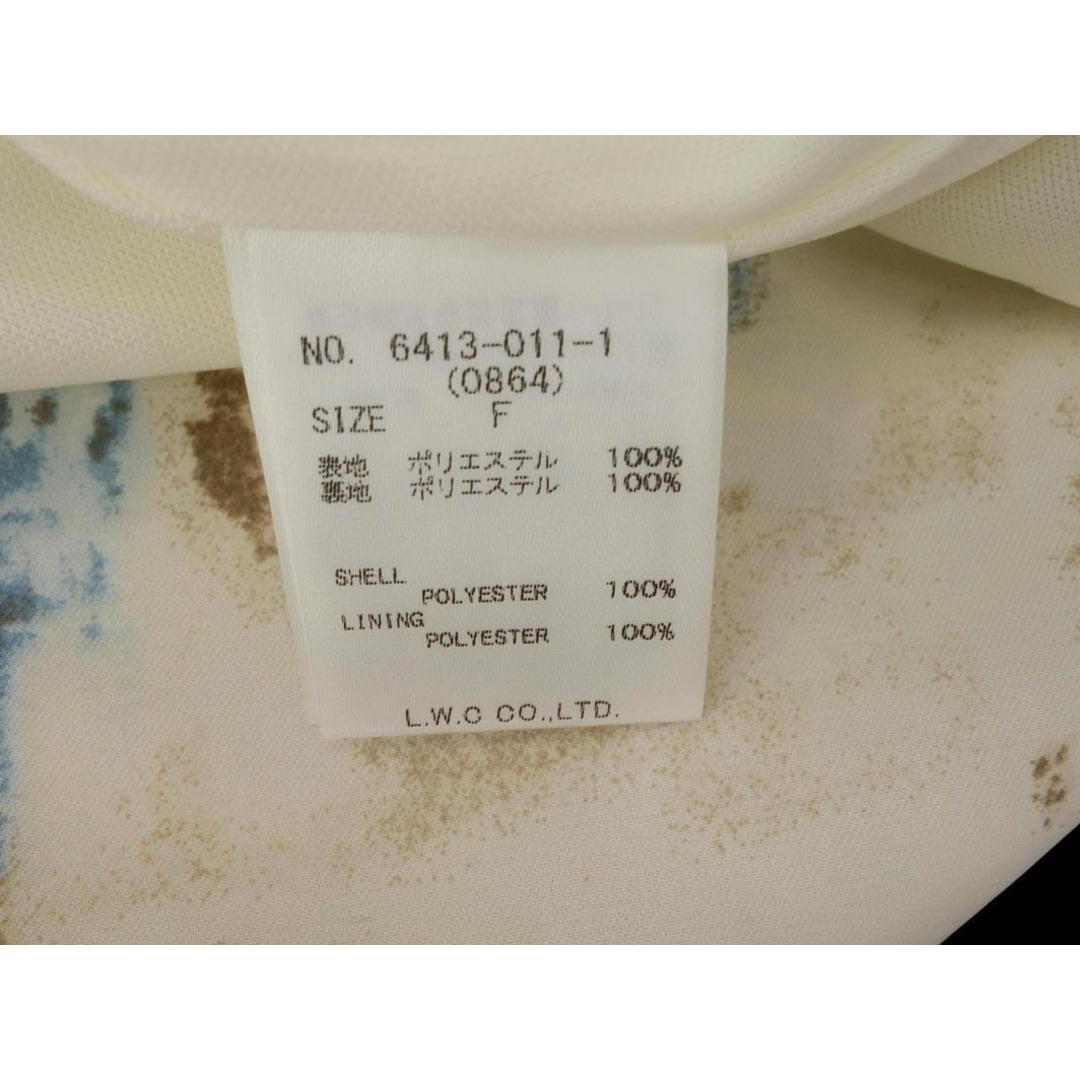 NO. 6413-011-1
(0864)
SIZE F
表地 ポリエステル 100%
裏地 ポリエステル 100%
SHELL
POLYESTER 100%
LINING
POLYESTER 100%
L.W.C CO.,LTD.